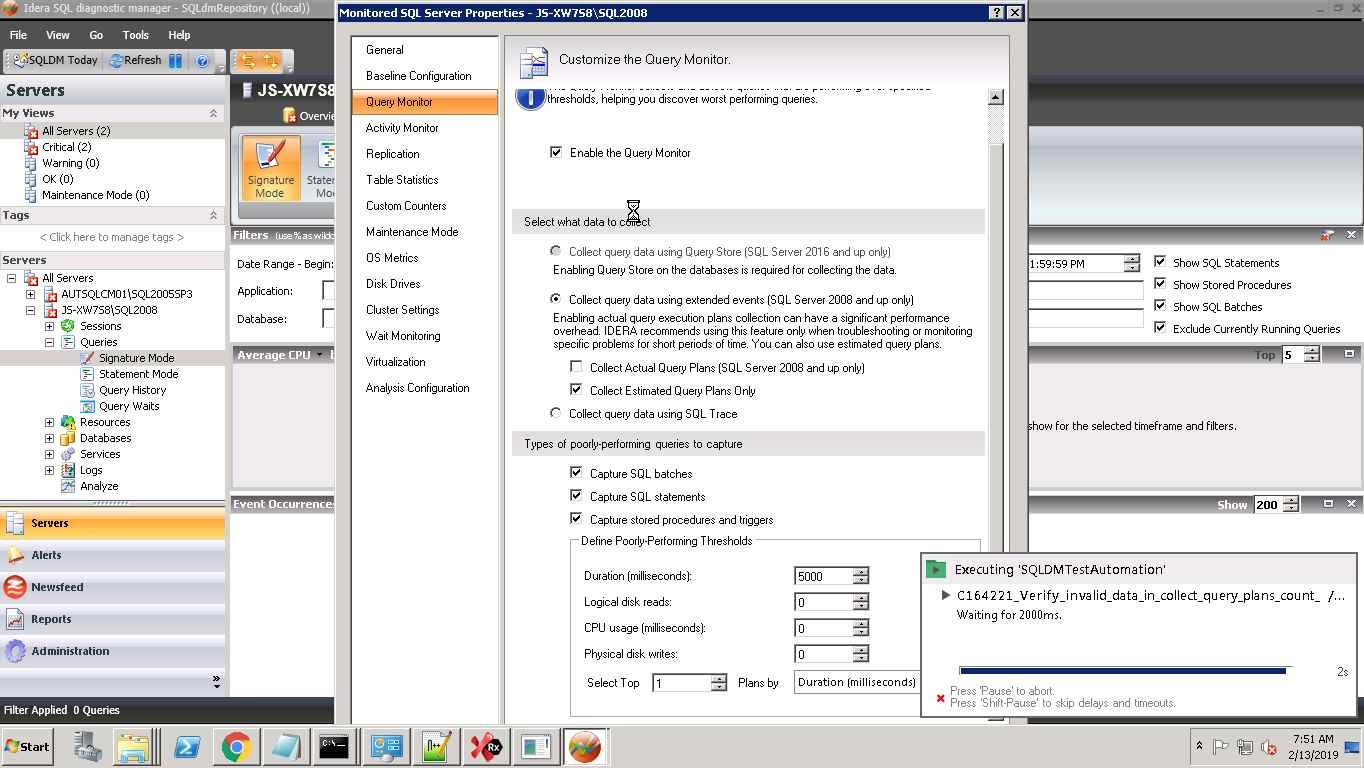 Idera SQL diagnostic manager - SQLdmRepository ((local))
File View Go Tools Help
SQLDM Today Refresh
Servers
My Views
All Servers (2)
Critical (2)
Warning (0)
OK (0)
Maintenance Mode (0)
Tags
< Click here to manage tags >
Servers
All Servers
AUTSQLCM01\SQL2005SP3
JS-XW7S8\SQL2008
Sessions
Queries
Signature Mode
Statement Mode
Query History
Query Waits
Resources
Databases
Services
Logs
Analyze
Servers
Alerts
Newsfeed
Reports
Administration
Filter Applied 0 Queries
JS-XW7S8
Overvie
Signature
Mode
Statem
Mo
Filters (use % as wildc
Date Range - Begin:
Application:
Database:
Average CPU
Event Occurrence
Monitored SQL Server Properties - JS-XW7S8\SQL2008
General
Baseline Configuration
Query Monitor
Activity Monitor
Replication
Table Statistics
Custom Counters
Maintenance Mode
OS Metrics
Disk Drives
Cluster Settings
Wait Monitoring
Virtualization
Analysis Configuration
Customize the Query Monitor.
thresholds, helping you discover worst performing queries.
Enable the Query Monitor
Select what data to collect
Collect query data using Query Store (SQL Server 2016 and up only)
Enabling Query Store on the databases is required for collecting the data.
Collect query data using extended events (SQL Server 2008 and up only)
Enabling actual query execution plans collection can have a significant performance
overhead. IDERA recommends using this feature only when troubleshooting or monitoring
specific problems for short periods of time. You can also use estimated query plans.
Collect Actual Query Plans (SQL Server 2008 and up only)
Collect Estimated Query Plans Only
Collect query data using SQL Trace
Types of poorly-performing queries to capture
Capture SQL batches
Capture SQL statements
Capture stored procedures and triggers
Define Poorly-Performing Thresholds
Duration (milliseconds): 5000
Logical disk reads: 0
CPU usage (milliseconds): 0
Physical disk writes: 0
Select Top 1 Plans by Duration (milliseconds)
1:59:59 PM
Show SQL Statements
Show Stored Procedures
Show SQL Batches
Exclude Currently Running Queries
Top 5
show for the selected timeframe and filters.
Show 200
Executing 'SQLDMTestAutomation'
C164221_Verify_invalid_data_in_collect_query_plans_count_ /...
Waiting for 2000ms.
2s
Press 'Pause' to abort.
Press 'Shift-Pause' to skip delays and timeouts.
Start
7:51 AM
2/13/2019